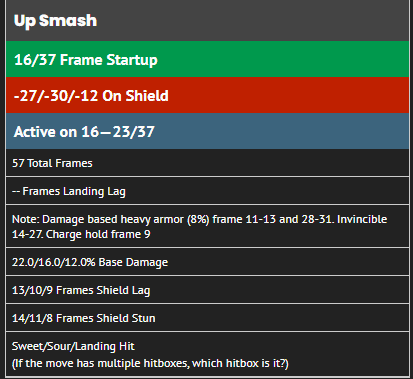 Up Smash
16/37 Frame Startup
-27/-30/-12 On Shield
Active on 16—23/37
57 Total Frames
-- Frames Landing Lag
Note: Damage based heavy armor (8%) frame 11-13 and 28-31. Invincible
14-27. Charge hold frame 9
22.0/16.0/12.0% Base Damage
13/10/9 Frames Shield Lag
14/11/8 Frames Shield Stun
Sweet/Sour/Landing Hit
(If the move has multiple hitboxes, which hitbox is it?)